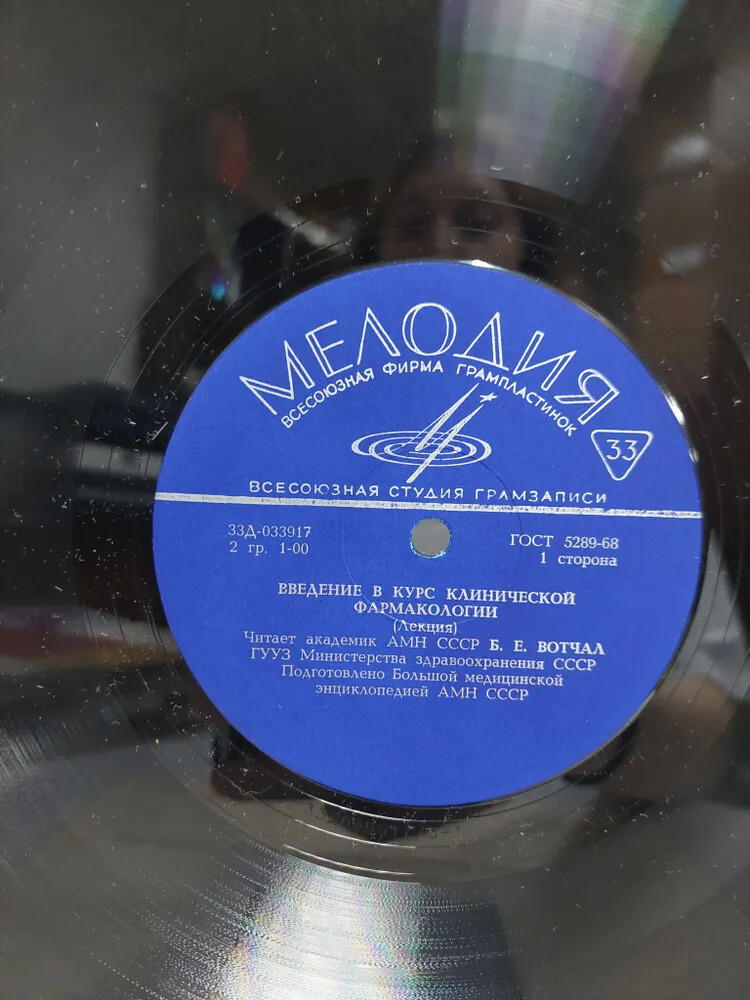 МЕЛОДИЯ
ВСЕСОЮЗНАЯ ФИРМА ГРАМПЛАСТИНОК
33
ВСЕСОЮЗНАЯ СТУДИЯ ГРАМЗАПИСИ
33Д-033917
2 гр. 1-00
ГОСТ 5289-68
1 сторона
ВВЕДЕНИЕ В КУРС КЛИНИЧЕСКОЙ
ФАРМАКОЛОГИИ
(Лекция)
Читает академик АМН СССР Б. Е. ВОТЧАЛ
ГУУЗ Министерства здравоохранения СССР
Подготовлено Большой медицинской
энциклопедией АМН СССР